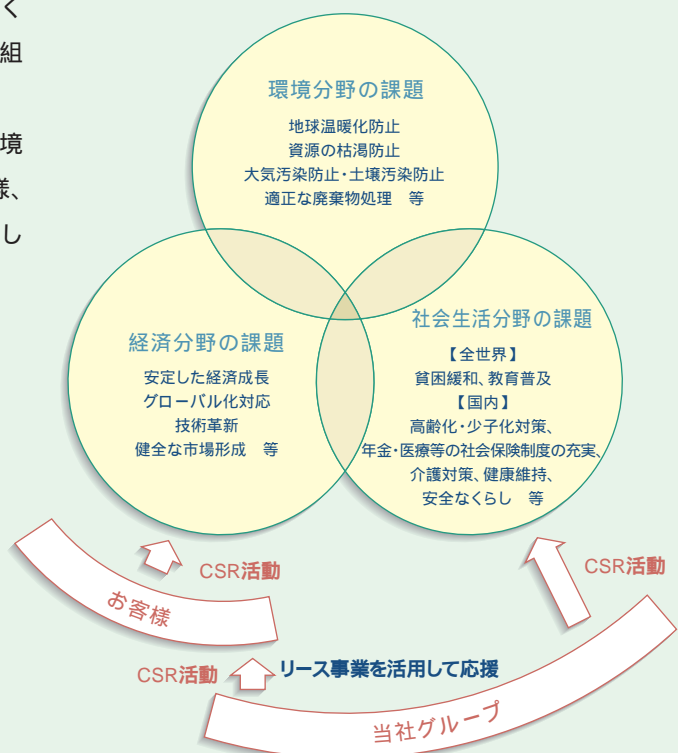 く
組
境
様、
し
環境分野の課題
地球温暖化防止
資源の枯渇防止
大気汚染防止・土壌汚染防止
適正な廃棄物処理　等
経済分野の課題
安定した経済成長
グローバル化対応
技術革新
健全な市場形成　等
社会生活分野の課題
【全世界】
貧困緩和、教育普及
【国内】
高齢化・少子化対策、
年金・医療等の社会保険制度の充実、
介護対策、健康維持、
安全なくらし　等
CSR活動
お客様
CSR活動
CSR活動
リース事業を活用して応援
当社グループ